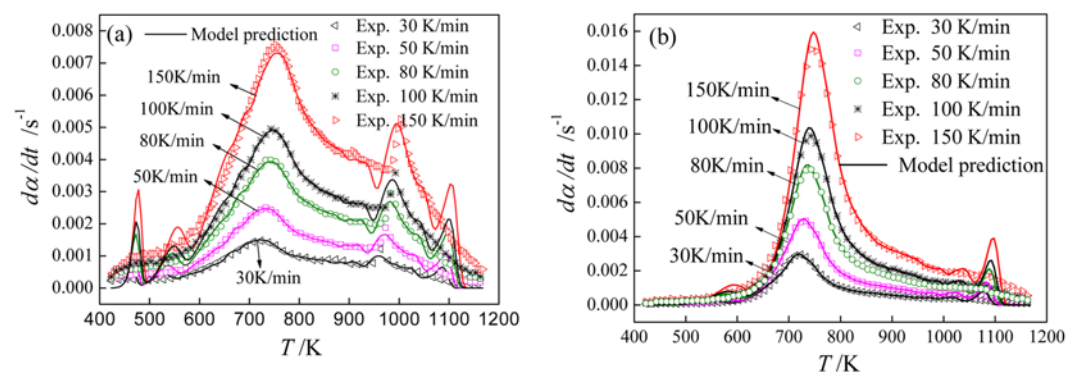 (a)
Model prediction
Exp. 30 K/min
Exp. 50 K/min
Exp. 80 K/min
Exp. 100 K/min
Exp. 150 K/min
150K/min
100K/min
80K/min
50K/min
30K/min
dα/dt /s⁻¹
0.008
0.007
0.006
0.005
0.004
0.003
0.002
0.001
0.000
400 500 600 700 800 900 1000 1100 1200
T /K
(b)
Exp. 30 K/min
Exp. 50 K/min
Exp. 80 K/min
Exp. 100 K/min
Exp. 150 K/min
Model prediction
150K/min
100K/min
80K/min
50K/min
30K/min
dα/dt /s⁻¹
0.016
0.014
0.012
0.010
0.008
0.006
0.004
0.002
0.000
400 500 600 700 800 900 1000 1100 1200
T /K